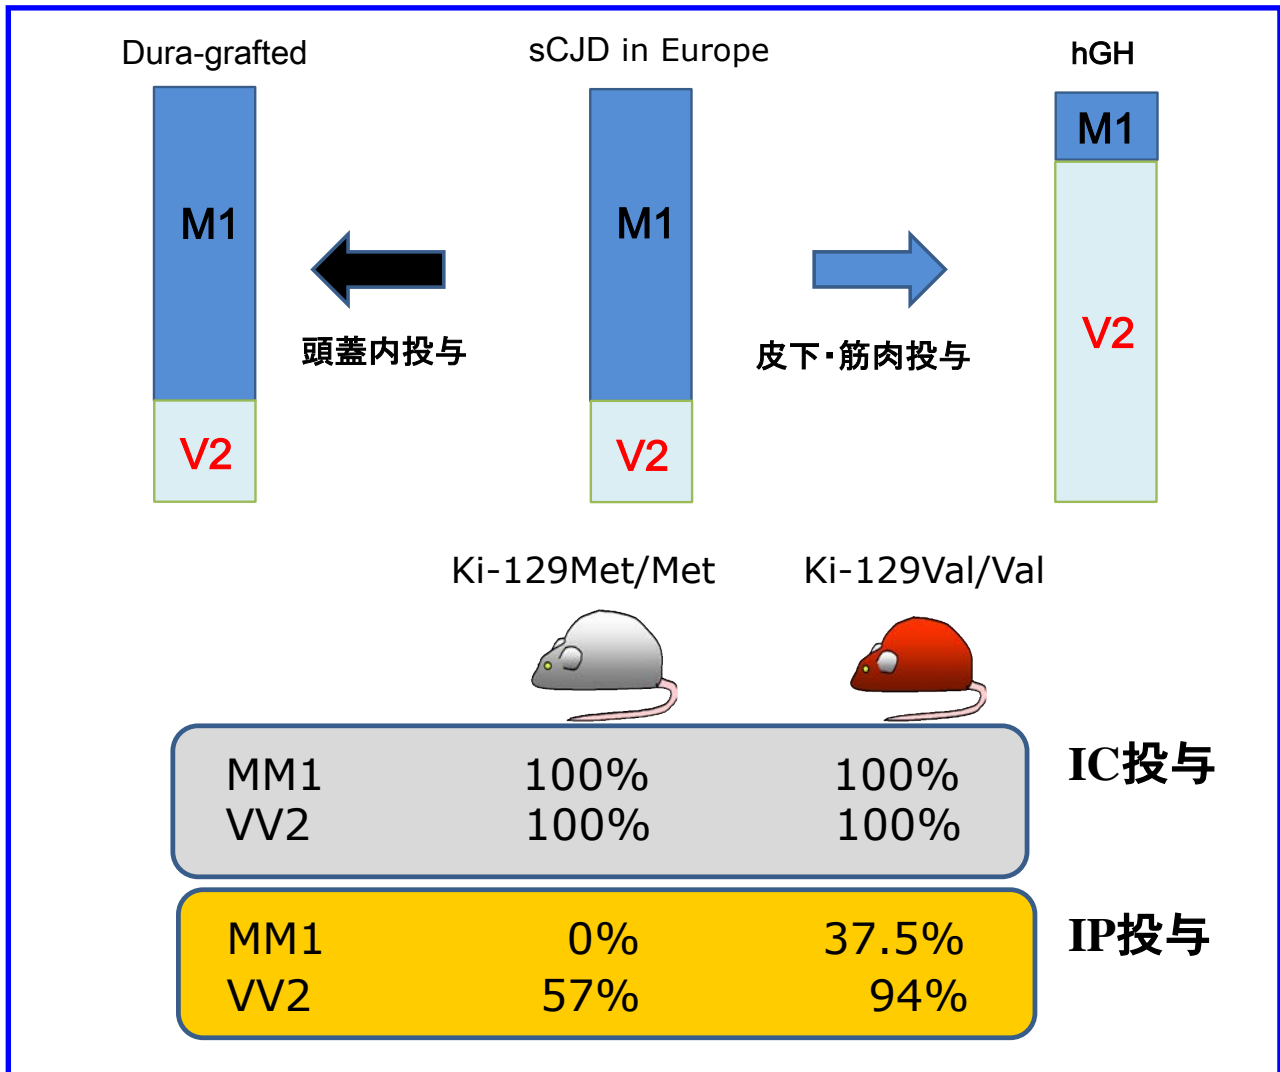 Dura-grafted
sCJD in Europe
hGH
M1
M1
M1
頭蓋内投与
皮下・筋肉投与
V2
V2
V2
Ki-129Met/Met Ki-129Val/Val
MM1 100% 100%
VV2 100% 100%
IC投与
MM1 0% 37.5%
VV2 57% 94%
IP投与